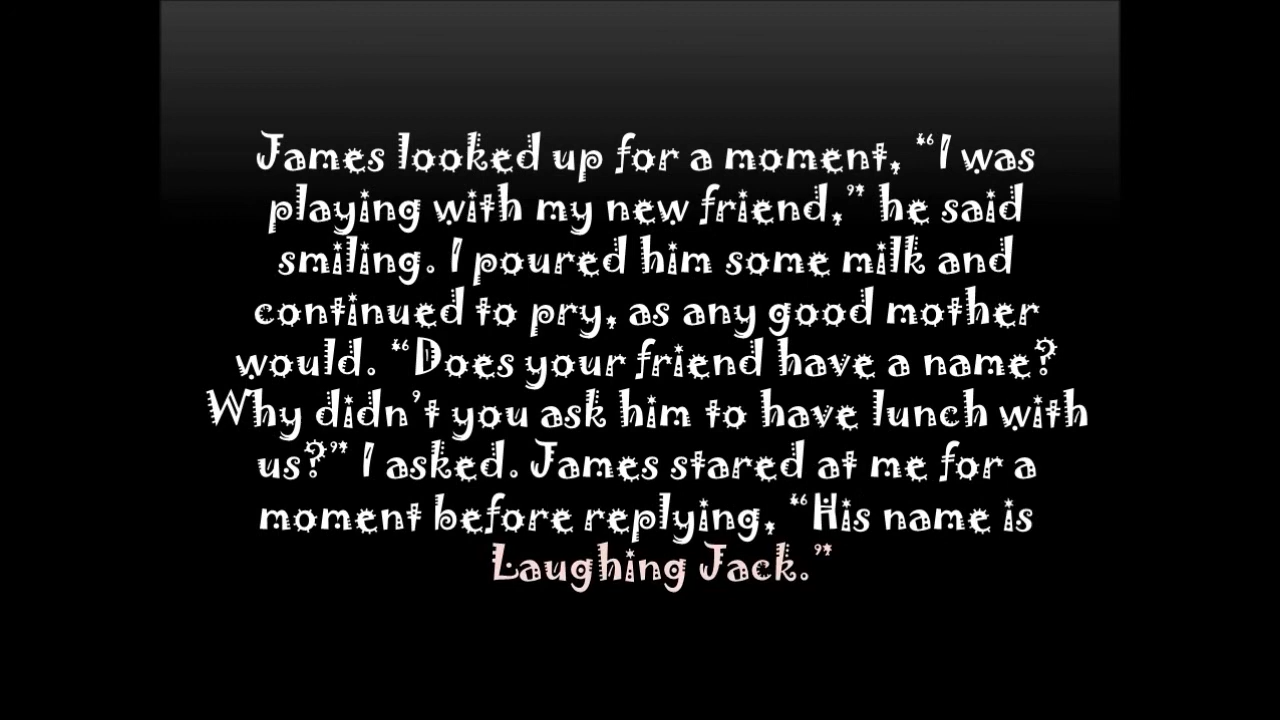 James looked up for a moment, “I was
playing with my new friend,” he said
smiling. I poured him some milk and
continued to pry, as any good mother
would. “Does your friend have a name?
Why didn’t you ask him to have lunch with
us?” I asked. James stared at me for a
moment before replying, “His name is
Laughing Jack.”